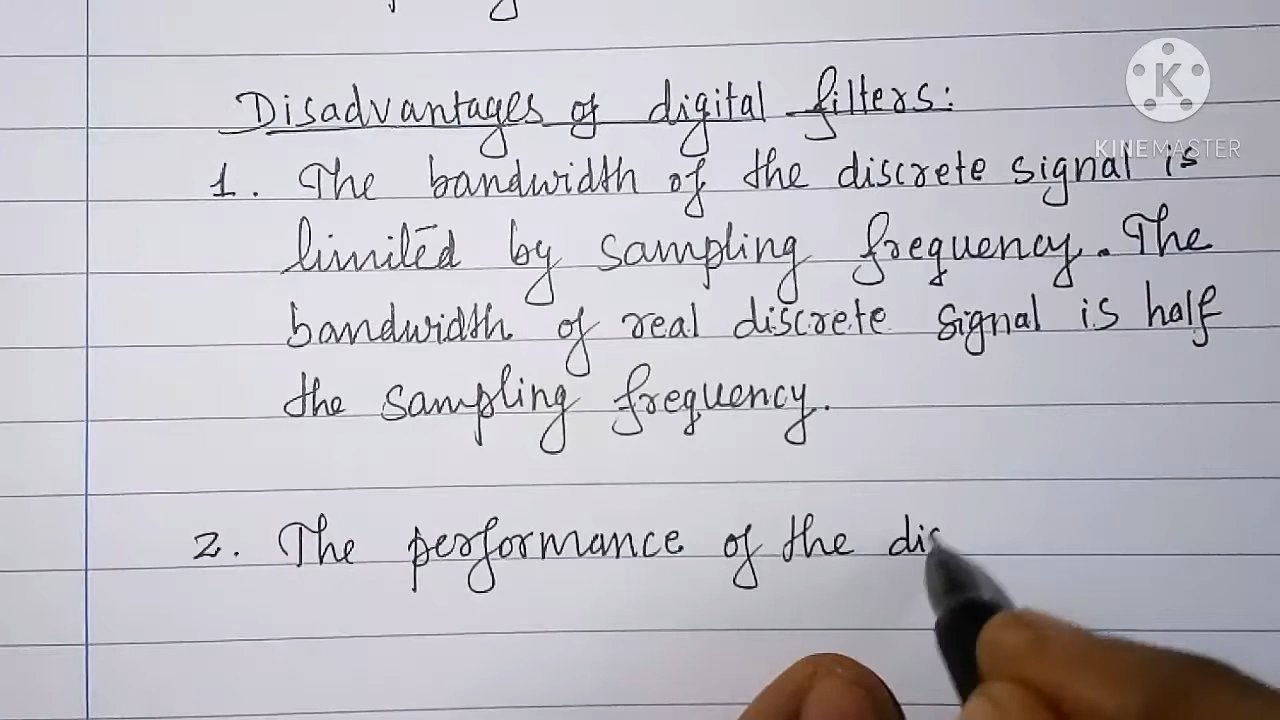 Disadvantages of digital filters:
1. The bandwidth of the discrete signal is
limited by sampling frequency. The
bandwidth of real discrete signal is half
the sampling frequency.
2. The performance of the dis
K
KINEMASTER